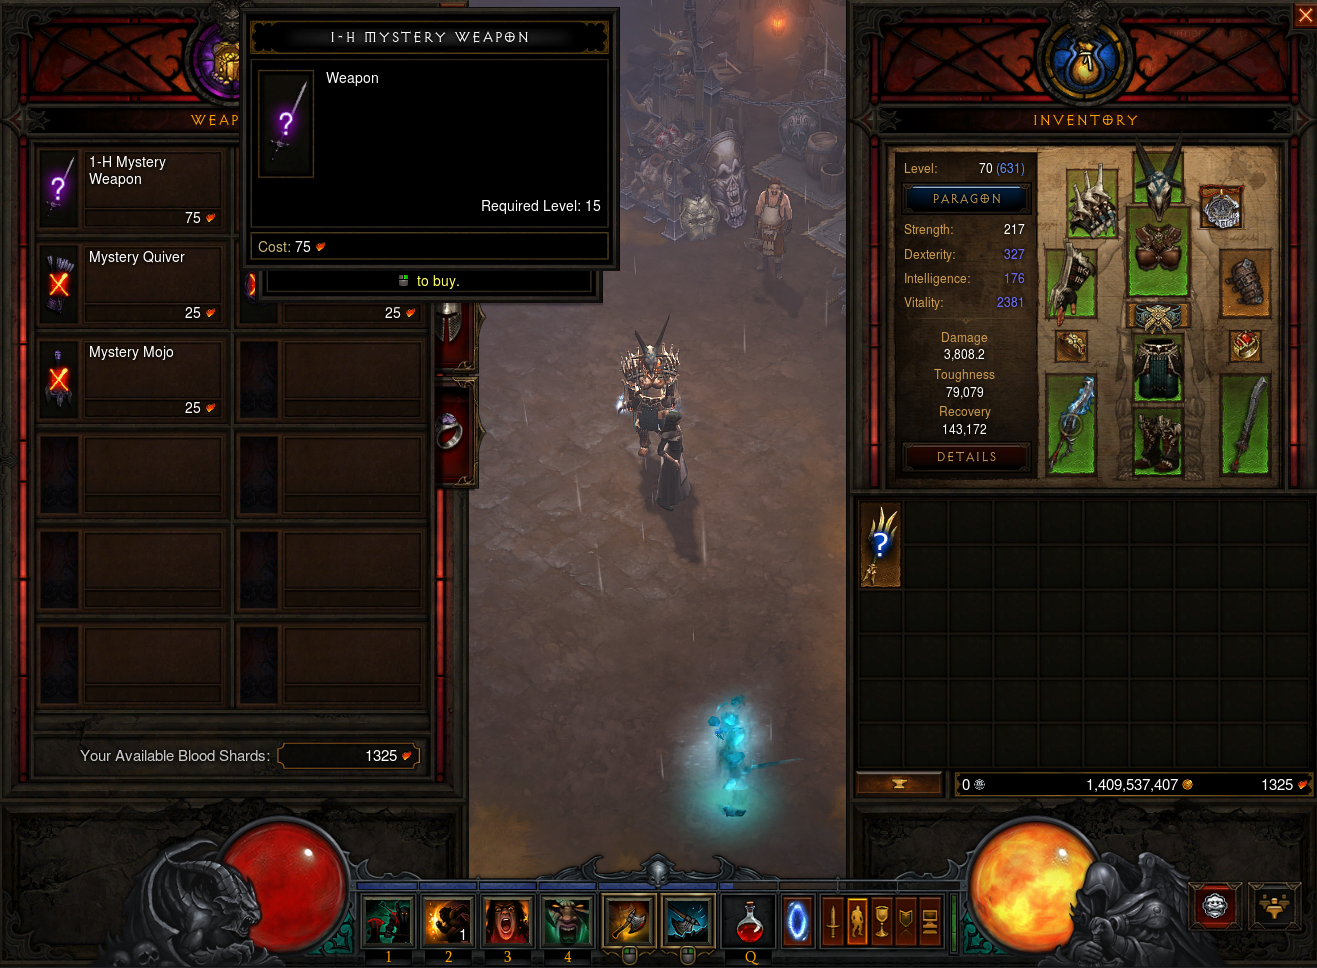 1-H MYSTERY WEAPON
Weapon
Required Level: 15
Cost: 75
to buy.
WEAP
1-H Mystery
Weapon
75
Mystery Quiver
25
25
Mystery Mojo
25
Your Available Blood Shards: 1325
INVENTORY
Level: 70 (631)
PARAGON
Strength: 217
Dexterity: 327
Intelligence: 176
Vitality: 2381
Damage
3,808.2
Toughness
79,079
Recovery
143,172
DETAILS
0 1,409,537,407 1325
1
1 2 3 4 Q